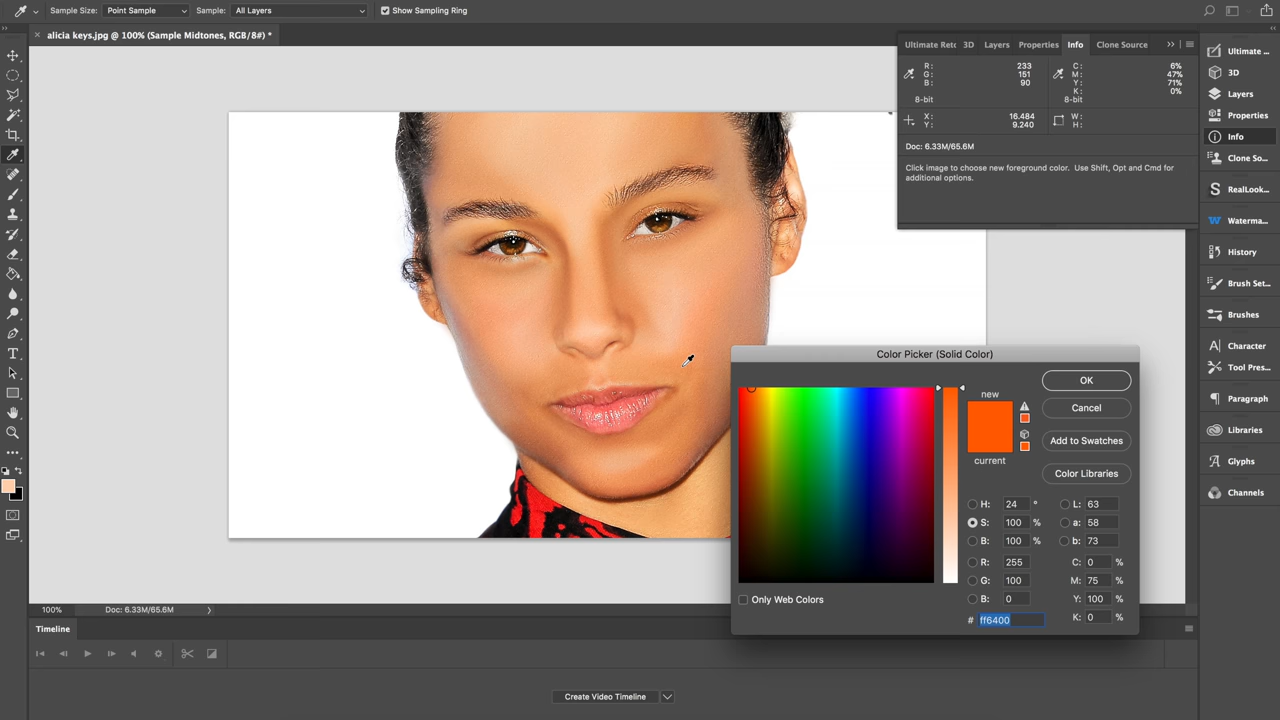 Sample Size: Point Sample Sample: All Layers Show Sampling Ring
× alicia keys.jpg @ 100% (Sample Midtones, RGB/8#) *
Ultimate Retc 3D Layers Properties Info Clone Source
R: 233 C: 6%
G: 151 M: 47%
B: 90 Y: 71%
K: 0%
8-bit 8-bit
X: 16.484 W:
Y: 9.240 H:
Doc: 6.33M/65.6M
Click image to choose new foreground color. Use Shift, Opt and Cmd for
additional options.
Ultimate ...
3D
Layers
Properties
Info
Clone So...
RealLook...
Waterma...
History
Brush Set...
Brushes
Character
Tool Pres...
Paragraph
Libraries
Glyphs
Channels
Color Picker (Solid Color)
new
current
OK
Cancel
Add to Swatches
Color Libraries
H: 24 ° L: 63
S: 100 % a: 58
B: 100 % b: 73
R: 255 C: 0 %
G: 100 M: 75 %
B: 0 Y: 100 %
K: 0 %
# ff6400
Only Web Colors
100% Doc: 6.33M/65.6M
Timeline
Create Video Timeline